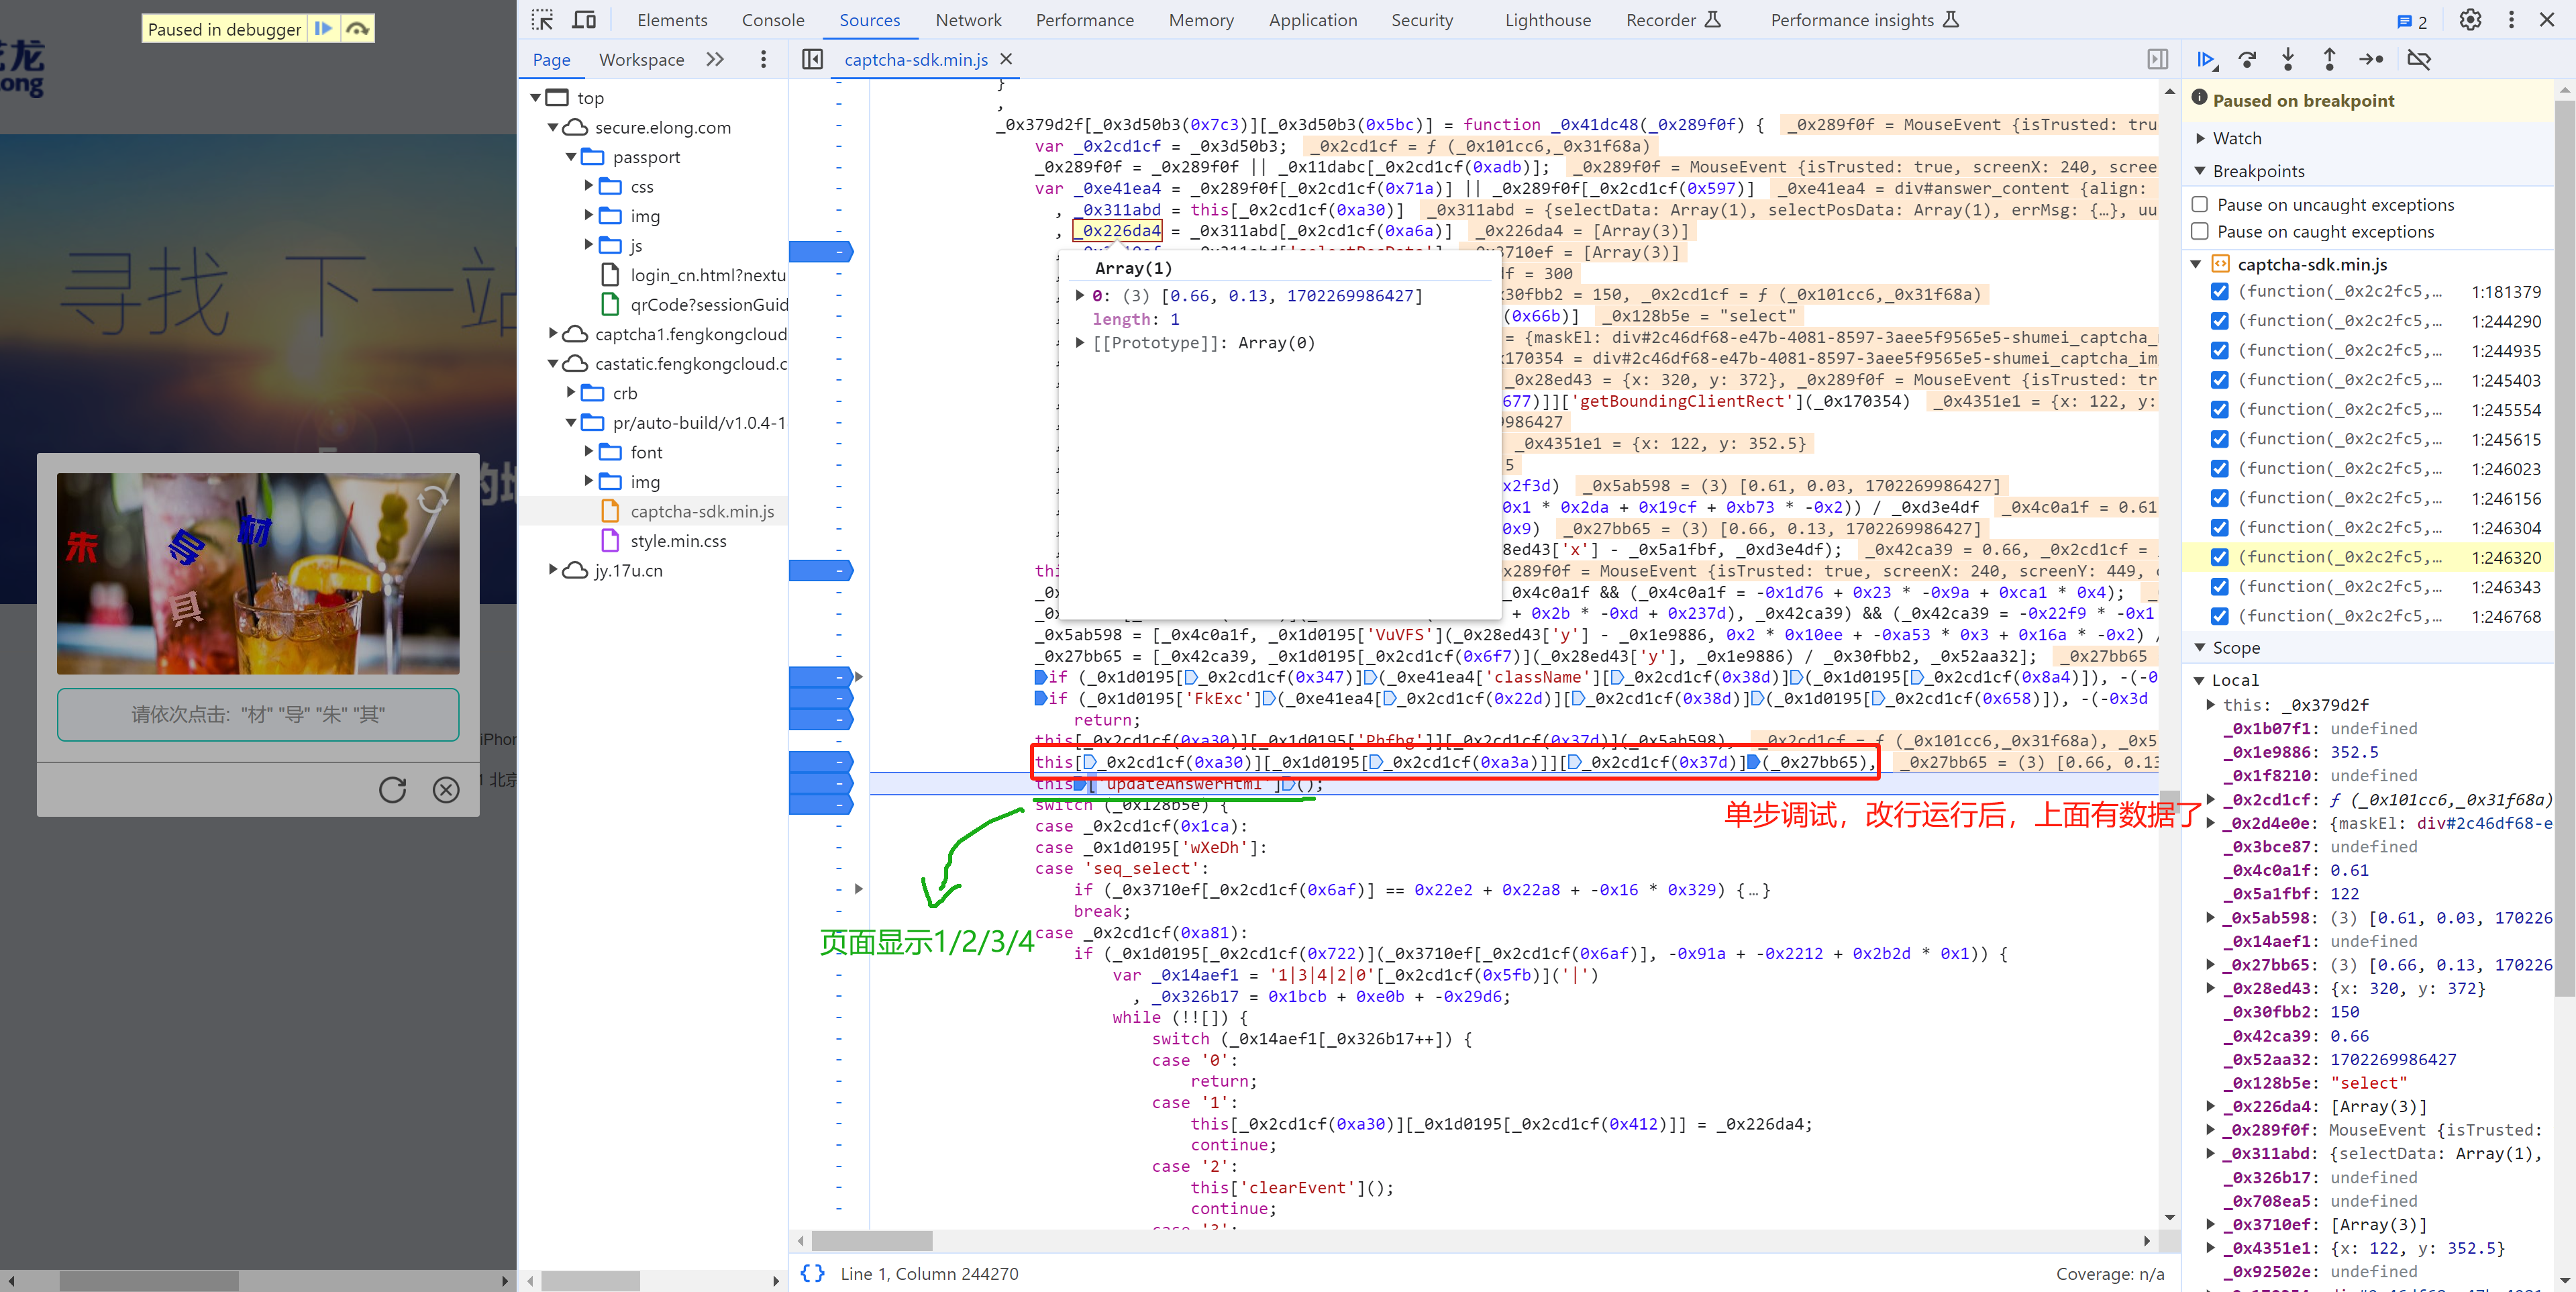 Paused in debugger
Elements Console Sources Network Performance Memory Application Security Lighthouse Recorder Performance insights 2
Page Workspace
captcha-sdk.min.js
龙
ong
寻找 下一站
的地
朱 导 材 具
请依次点击: "材" "导" "朱" "其"
iPhon
北京
top
secure.elong.com
passport
css
img
js
login_cn.html?nextu
qrCode?sessionGuid
captcha1.fengkongcloud
castatic.fengkongcloud.c
crb
pr/auto-build/v1.0.4-1
font
img
captcha-sdk.min.js
style.min.css
jy.17u.cn
}
,
_0x379d2f[_0x3d50b3(0x7c3)][_0x3d50b3(0x5bc)] = function _0x41dc48(_0x289f0f) { _0x289f0f = MouseEvent {isTrusted: tru
var _0x2cd1cf = _0x3d50b3; _0x2cd1cf = ƒ (_0x101cc6,_0x31f68a)
_0x289f0f = _0x289f0f || _0x11dabc[_0x2cd1cf(0xadb)]; _0x289f0f = MouseEvent {isTrusted: true, screenX: 240, scree
var _0xe41ea4 = _0x289f0f[_0x2cd1cf(0x71a)] || _0x289f0f[_0x2cd1cf(0x597)] _0xe41ea4 = div#answer_content {align:
, _0x311abd = this[_0x2cd1cf(0xa30)] _0x311abd = {selectData: Array(1), selectPosData: Array(1), errMsg: {…}, uu
, _0x226da4 = _0x311abd[_0x2cd1cf(0xa6a)] _0x226da4 = [Array(3)]
3710ef = [Array(3)]
Array(1)
0: (3) [0.66, 0.13, 1702269986427]
length: 1
[[Prototype]]: Array(0)
df = 300
30fbb2 = 150, _0x2cd1cf = ƒ (_0x101cc6,_0x31f68a)
(0x66b)] _0x128b5e = "select"
= {maskEl: div#2c46df68-e47b-4081-8597-3aee5f9565e5-shumei_captcha_
170354 = div#2c46df68-e47b-4081-8597-3aee5f9565e5-shumei_captcha_im
_0x28ed43 = {x: 320, y: 372}, _0x289f0f = MouseEvent {isTrusted: tr
677)]]['getBoundingClientRect'](_0x170354) _0x4351e1 = {x: 122, y:
9986427
_0x4351e1 = {x: 122, y: 352.5}
5
x2f3d) _0x5ab598 = (3) [0.61, 0.03, 1702269986427]
0x1 * 0x2da + 0x19cf + 0xb73 * -0x2)) / _0xd3e4df _0x4c0a1f = 0.61
0x9) _0x27bb65 = (3) [0.66, 0.13, 1702269986427]
8ed43['x'] - _0x5a1fbf, _0xd3e4df); _0x42ca39 = 0.66, _0x2cd1cf =
thi x289f0f = MouseEvent {isTrusted: true, screenX: 240, screenY: 449, c
_0x _0x4c0a1f && (_0x4c0a1f = -0x1d76 + 0x23 * -0x9a + 0xca1 * 0x4);
_0x + 0x2b * -0xd + 0x237d), _0x42ca39) && (_0x42ca39 = -0x22f9 * -0x1
_0x5ab598 = [_0x4c0a1f, _0x1d0195['VuVFS'](_0x28ed43['y'] - _0x1e9886, 0x2 * 0x10ee + -0xa53 * 0x3 + 0x16a * -0x2) /
_0x27bb65 = [_0x42ca39, _0x1d0195[_0x2cd1cf(0x6f7)](_0x28ed43['y'], _0x1e9886) / _0x30fbb2, _0x52aa32]; _0x27bb65
if (_0x1d0195[_0x2cd1cf(0x347)](_0xe41ea4['className'][_0x2cd1cf(0x38d)](_0x1d0195[_0x2cd1cf(0x8a4)]), -(-0
if (_0x1d0195['FkExc'](_0xe41ea4[_0x2cd1cf(0x22d)][_0x2cd1cf(0x38d)](_0x1d0195[_0x2cd1cf(0x658)]), -(-0x3d
return;
this[_0x2cd1cf(0xa30)][_0x1d0195['Phfhg']][_0x2cd1cf(0x37d)](_0x5ab598), _0x2cd1cf = ƒ (_0x101cc6,_0x31f68a), _0x5
this[_0x2cd1cf(0xa30)][_0x1d0195[_0x2cd1cf(0xa3a)]][_0x2cd1cf(0x37d)](_0x27bb65), _0x27bb65 = (3) [0.66, 0.13
this['updateAnswerHtml']();
单步调试，改行运行后，上面有数据了
switch (_0x128b5e) {
case _0x2cd1cf(0x1ca):
case _0x1d0195['wXeDh']:
case 'seq_select':
if (_0x3710ef[_0x2cd1cf(0x6af)] == 0x22e2 + 0x22a8 + -0x16 * 0x329) {…}
break;
页面显示1/2/3/4
case _0x2cd1cf(0xa81):
if (_0x1d0195[_0x2cd1cf(0x722)](_0x3710ef[_0x2cd1cf(0x6af)], -0x91a + -0x2212 + 0x2b2d * 0x1)) {
var _0x14aef1 = '1|3|4|2|0'[_0x2cd1cf(0x5fb)]('|')
, _0x326b17 = 0x1bcb + 0xe0b + -0x29d6;
while (!![]) {
switch (_0x14aef1[_0x326b17++]) {
case '0':
return;
case '1':
this[_0x2cd1cf(0xa30)][_0x1d0195[_0x2cd1cf(0x412)]] = _0x226da4;
continue;
case '2':
this['clearEvent']();
continue;
case '3':
Line 1, Column 244270
Coverage: n/a
Paused on breakpoint
Watch
Breakpoints
Pause on uncaught exceptions
Pause on caught exceptions
captcha-sdk.min.js
(function(_0x2c2fc5,… 1:181379
(function(_0x2c2fc5,… 1:244290
(function(_0x2c2fc5,… 1:244935
(function(_0x2c2fc5,… 1:245403
(function(_0x2c2fc5,… 1:245554
(function(_0x2c2fc5,… 1:245615
(function(_0x2c2fc5,… 1:246023
(function(_0x2c2fc5,… 1:246156
(function(_0x2c2fc5,… 1:246304
(function(_0x2c2fc5,… 1:246320
(function(_0x2c2fc5,… 1:246343
(function(_0x2c2fc5,… 1:246768
Scope
Local
this: _0x379d2f
_0x1b07f1: undefined
_0x1e9886: 352.5
_0x1f8210: undefined
_0x2cd1cf: ƒ (_0x101cc6,_0x31f68a)
_0x2d4e0e: {maskEl: div#2c46df68-e
_0x3bce87: undefined
_0x4c0a1f: 0.61
_0x5a1fbf: 122
_0x5ab598: (3) [0.61, 0.03, 170226
_0x14aef1: undefined
_0x27bb65: (3) [0.66, 0.13, 170226
_0x28ed43: {x: 320, y: 372}
_0x30fbb2: 150
_0x42ca39: 0.66
_0x52aa32: 1702269986427
_0x128b5e: "select"
_0x226da4: [Array(3)]
_0x289f0f: MouseEvent {isTrusted:
_0x311abd: {selectData: Array(1),
_0x326b17: undefined
_0x708ea5: undefined
_0x3710ef: [Array(3)]
_0x4351e1: {x: 122, y: 352.5}
_0x92502e: undefined